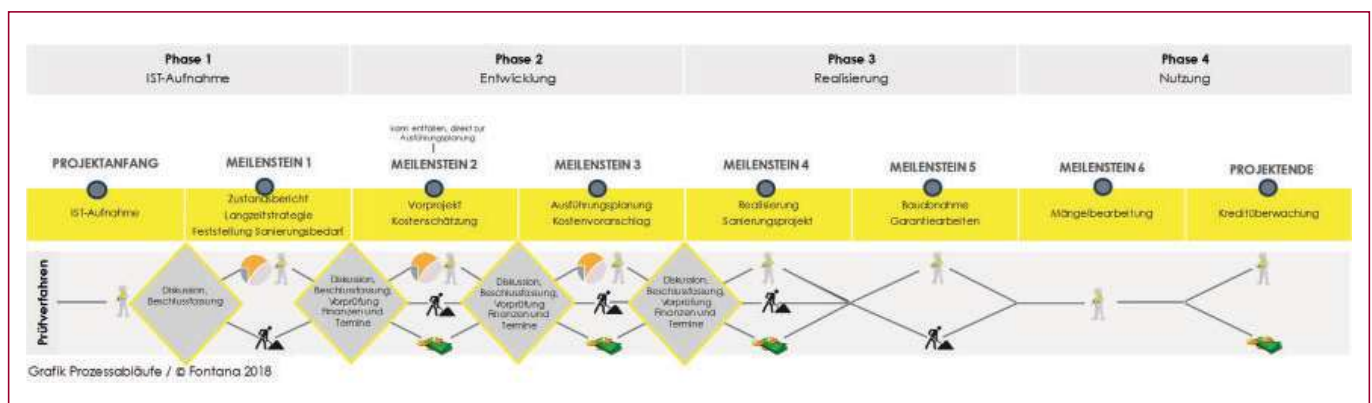 Phase 1
IST-Aufnahme
Phase 2
Entwicklung
Phase 3
Realisierung
Phase 4
Nutzung
kann entfallen, direkt zur
Ausführungsplanung
PROJEKTANFANG
MEILENSTEIN 1
MEILENSTEIN 2
MEILENSTEIN 3
MEILENSTEIN 4
MEILENSTEIN 5
MEILENSTEIN 6
PROJEKTENDE
IST-Aufnahme
Zustandsbericht
Langzeitstrategie
Feststellung Sanierungsbedarf
Vorprojekt
Kostenschätzung
Ausführungsplanung
Kostenvoranschlag
Realisierung
Sanierungsprojekt
Bauabnahme
Garantiearbeiten
Mängelbearbeitung
Kreditüberwachung
Prüfverfahren
Diskussion,
Beschlussfassung
Diskussion,
Beschlussfassung,
Vorprüfung
Finanzen und
Termine
Diskussion,
Beschlussfassung,
Vorprüfung
Finanzen und
Termine
Diskussion,
Beschlussfassung,
Vorprüfung
Finanzen und
Termine
Grafik Prozessabläufe / © Fontana 2018